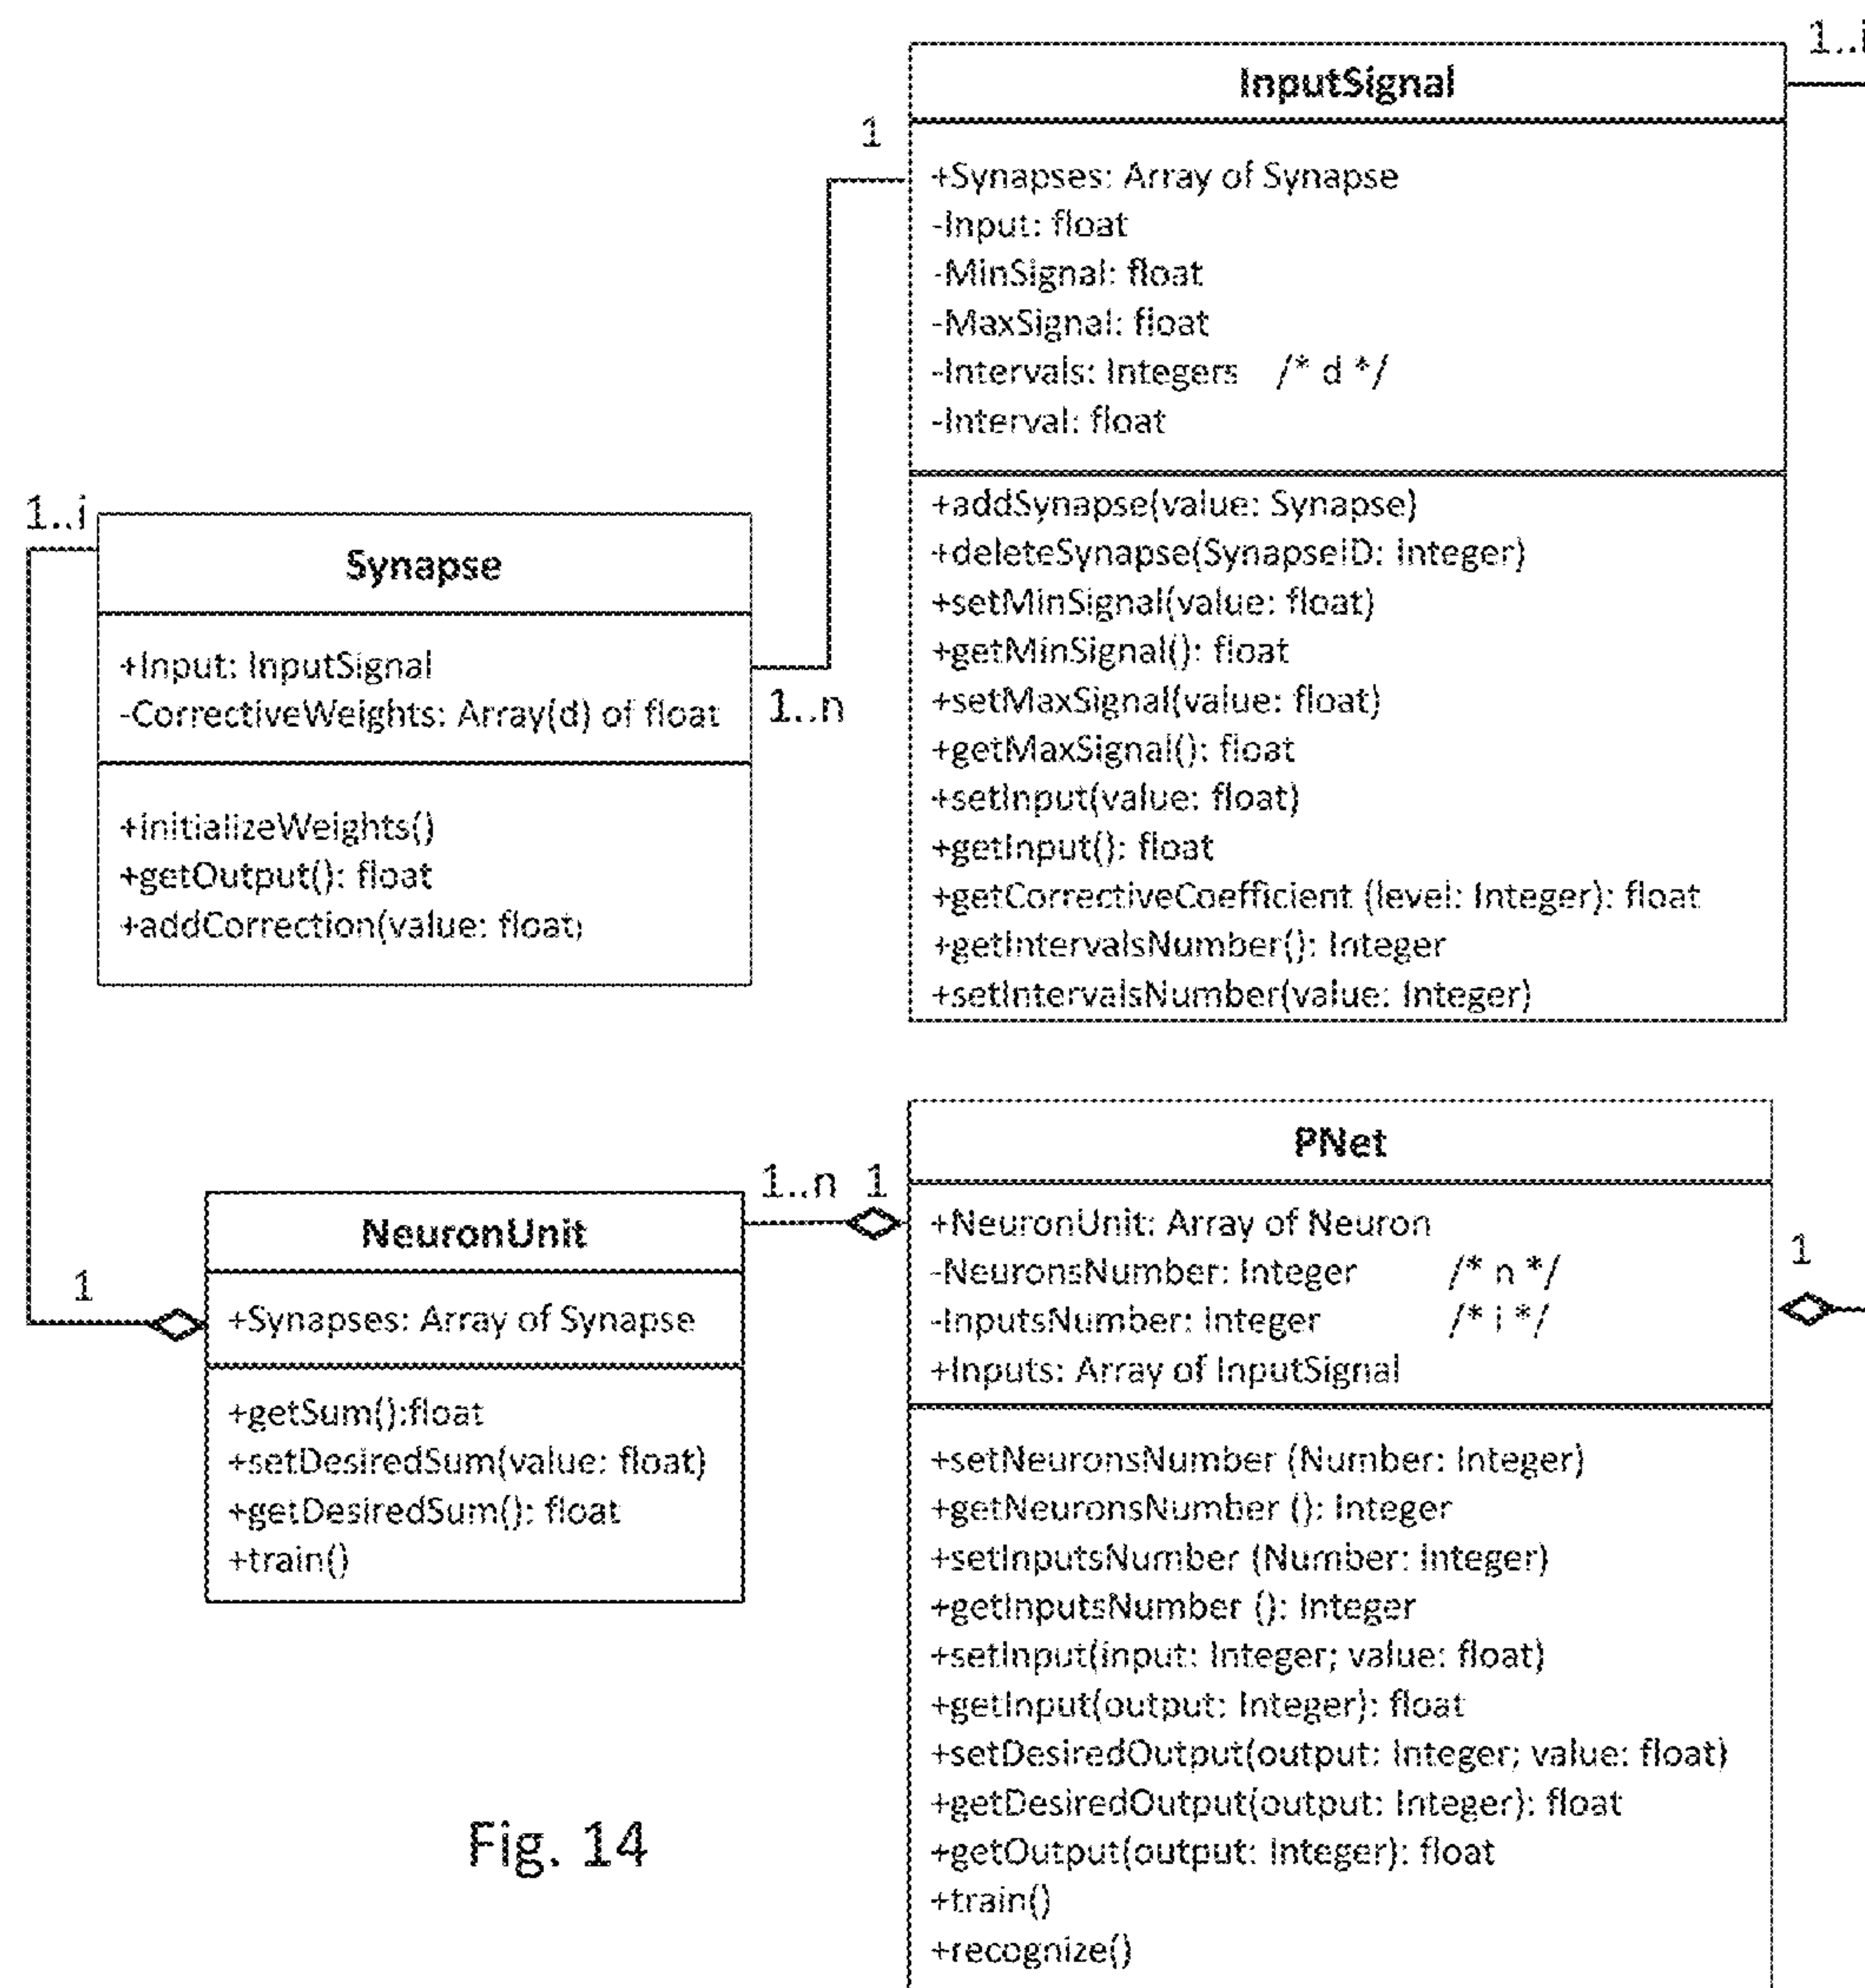 1..i
InputSignal
1
+Synapses: Array of Synapse
-Input: float
-MinSignal: float
-MaxSignal: float
-Intervals: Integers /* d */
-Interval: float
+addSynapse(value: Synapse)
+deleteSynapse(SynapseID: Integer)
+setMinSignal(value: float)
+getMinSignal(): float
+setMaxSignal(value: float)
+getMaxSignal(): float
+setInput(value: float)
+getInput(): float
+getCorrectiveCoefficient (level: Integer): float
+getIntervalsNumber(): Integer
+setIntervalsNumber(value: Integer)
1..i
Synapse
+Input: InputSignal
-CorrectiveWeights: Array(d) of float
1..n
+initializeWeights()
+getOutput(): float
+addCorrection(value: float)
1
NeuronUnit
+Synapses: Array of Synapse
+getSum():float
+setDesiredSum(value: float)
+getDesiredSum(): float
+train()
1..n 1
PNet
+NeuronUnit: Array of Neuron
-NeuronsNumber: Integer /* n */
-InputsNumber: Integer /* i */
+Inputs: Array of InputSignal
1
+setNeuronsNumber (Number: Integer)
+getNeuronsNumber (): Integer
+setInputsNumber (Number: Integer)
+getInputsNumber (): Integer
+setInput(input: Integer; value: float)
+getInput(output: Integer): float
+setDesiredOutput(output: Integer; value: float)
+getDesiredOutput(output: Integer): float
+getOutput(output: Integer): float
+train()
+recognize()
Fig. 14